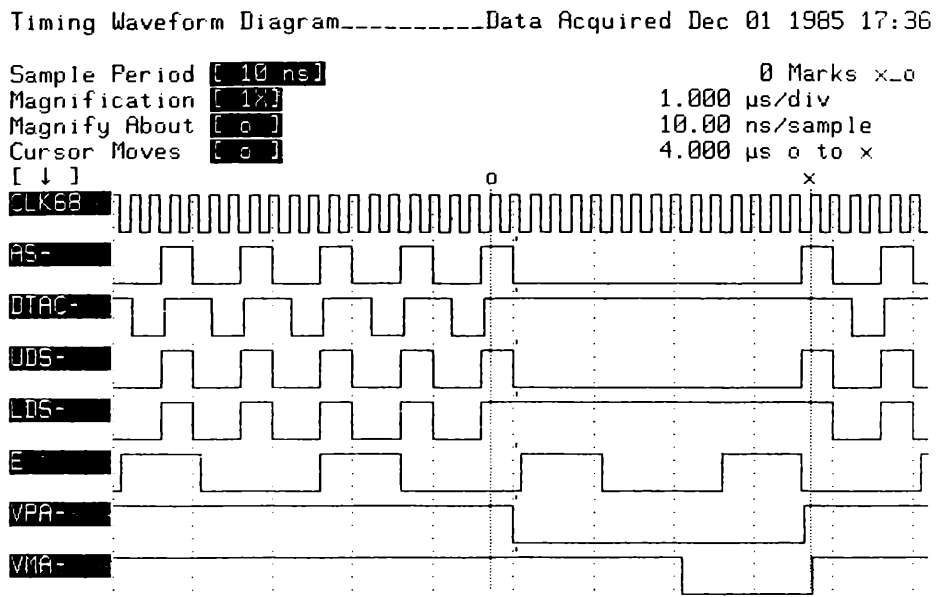 Timing Waveform Diagram___________Data Acquired Dec 01 1985 17:36
Sample Period [ 10 ns] 0 Marks x_o
Magnification [ 1X] 1.000 µs/div
Magnify About [ o ] 10.00 ns/sample
Cursor Moves [ o ] 4.000 µs o to x
[ ↓ ] o x
CLK68
AS-
DTAC-
UDS-
LDS-
E
VPA-
VMA-